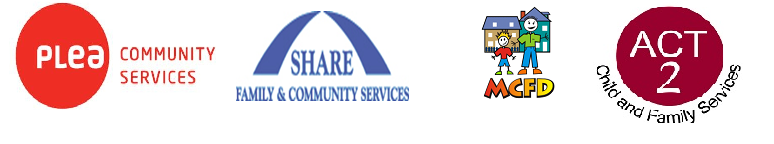 PLea COMMUNITY
SERVICES
SHARE
FAMILY & COMMUNITY SERVICES
MCFD
ACT
2
Child and Family Services